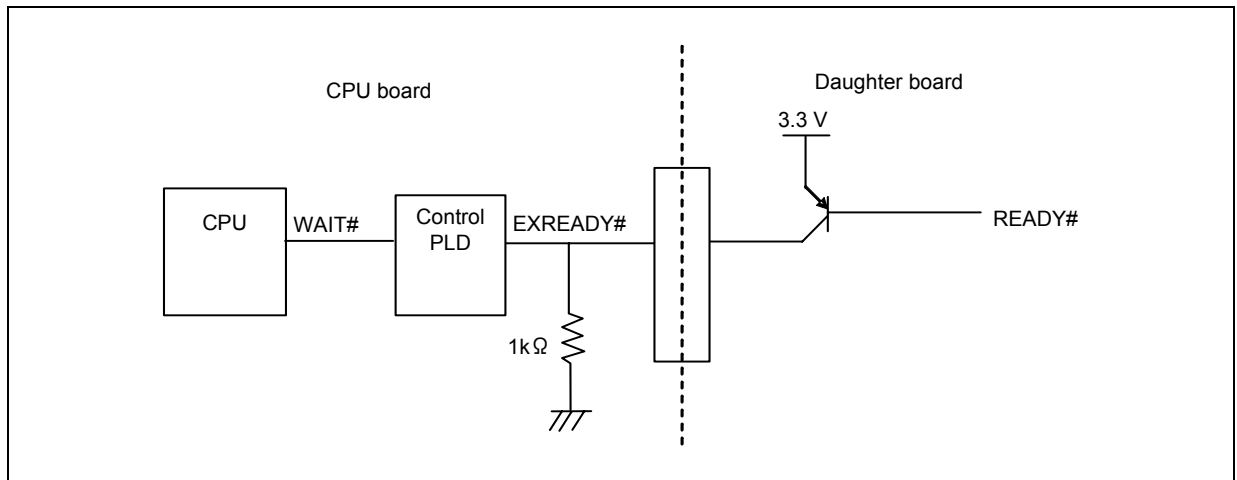 CPU board
Daughter board
3.3 V
CPU
WAIT#
Control
PLD
EXREADY#
READY#
1kΩ